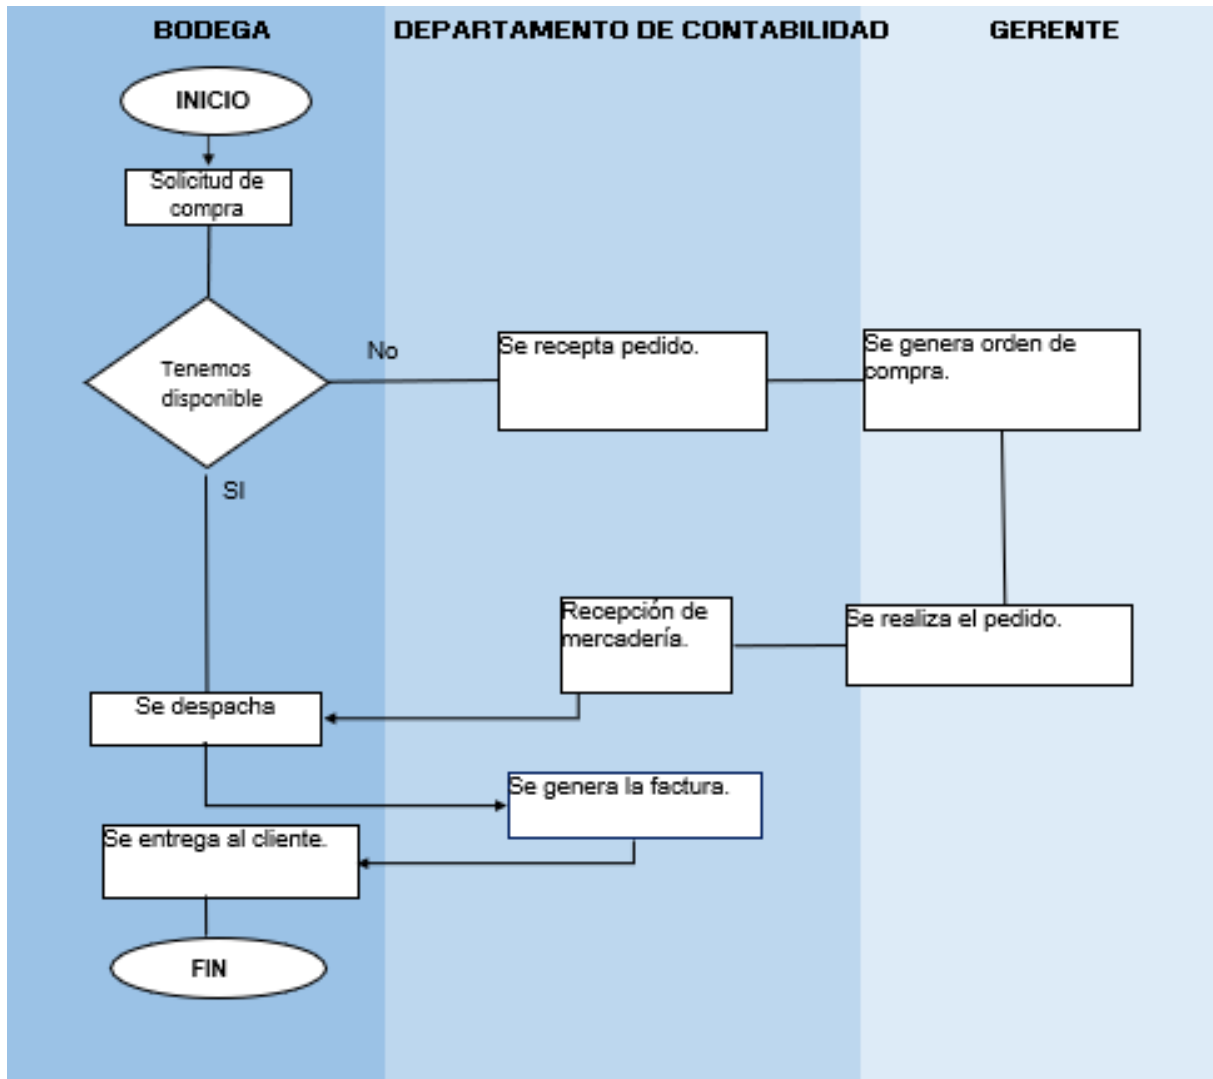 BODEGA
DEPARTAMENTO DE CONTABILIDAD
GERENTE
INICIO
Solicitud de
compra
Tenemos
disponible
No
Se recepta pedido.
Se genera orden de
compra.
SI
Recepción de
mercadería.
Se realiza el pedido.
Se despacha
Se genera la factura.
Se entrega al cliente.
FIN